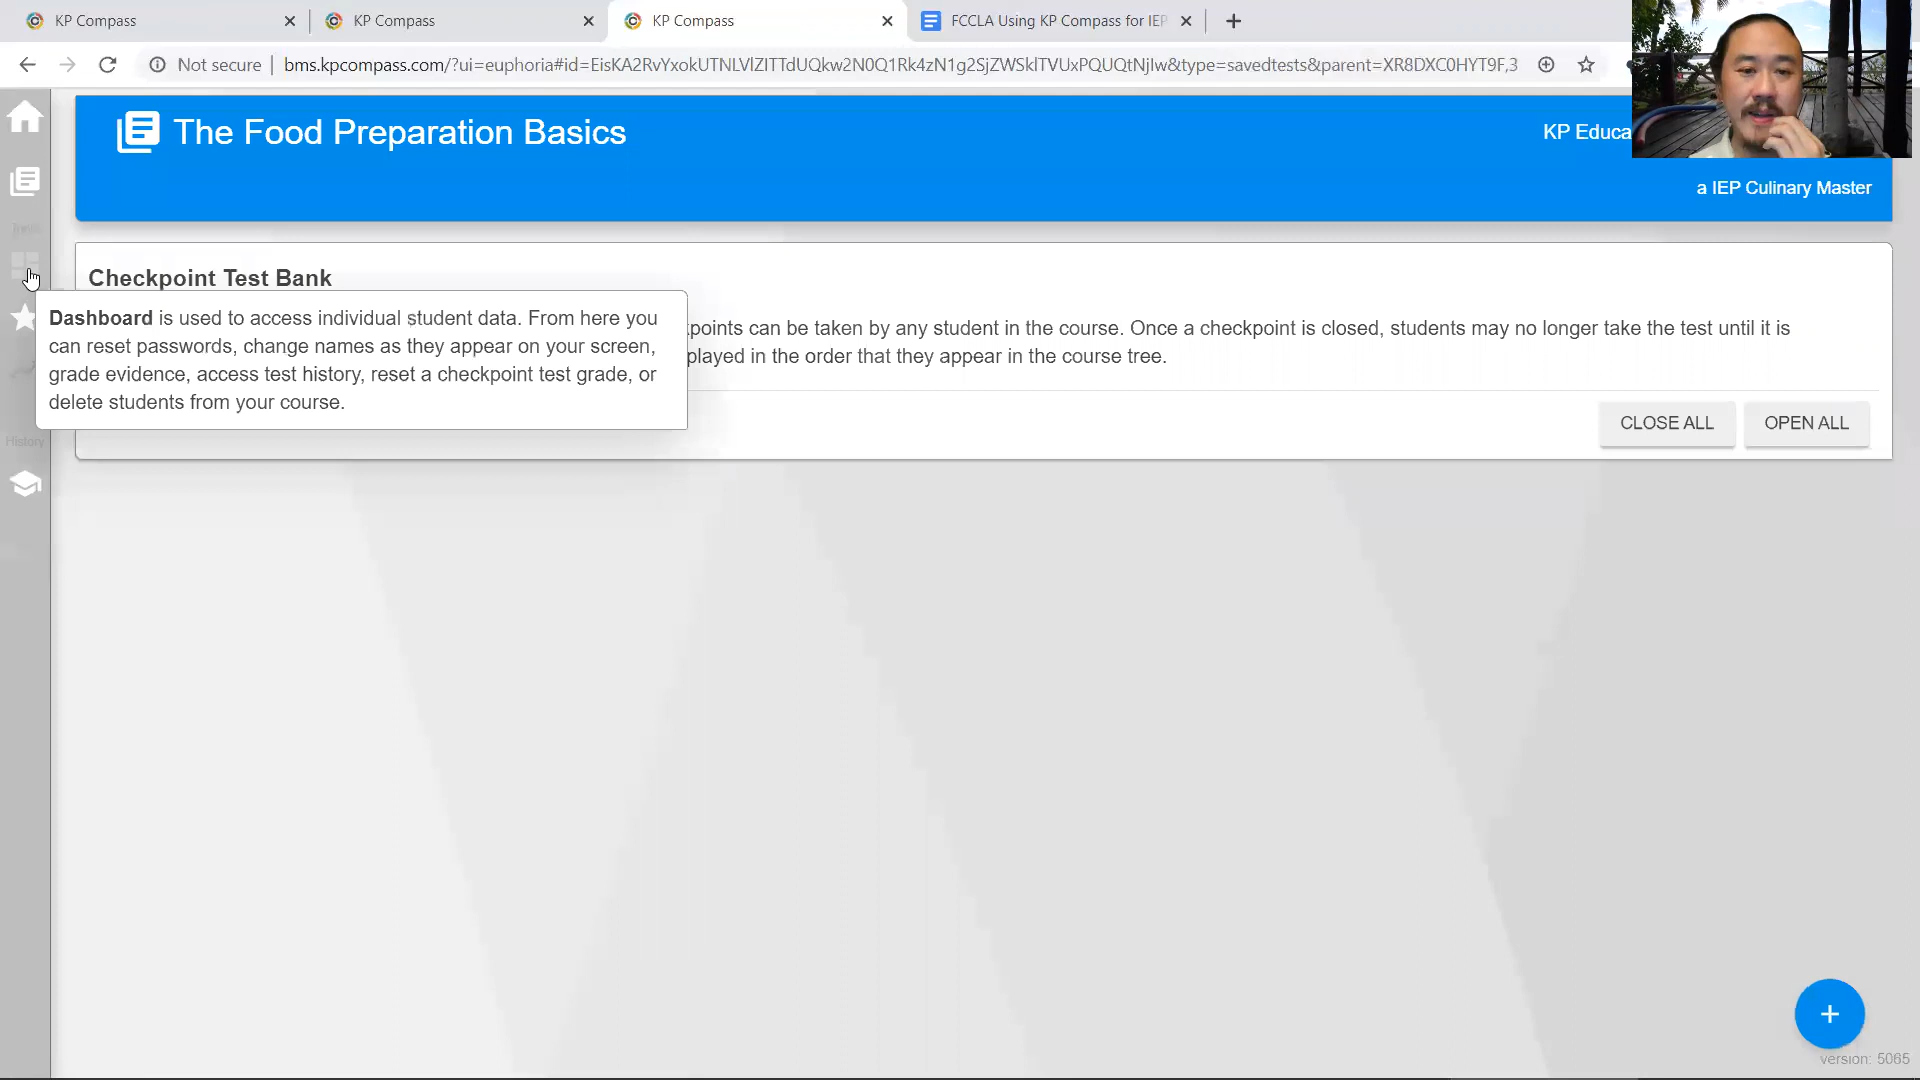 KP Compass
KP Compass
KP Compass
FCCLA Using KP Compass for IEP
Not secure
bms.kpcompass.com/?ui=euphoria#id=EisKA2RvYxokUTNLVlZITTdUQkw2N0Q1Rk4zN1g2SjZWSklTVUxPQUQtNjIw&type=savedtests&parent=XR8DXC0HYT9F,3
The Food Preparation Basics
KP Educa
a IEP Culinary Master
Checkpoint Test Bank
Dashboard is used to access individual student data. From here you
can reset passwords, change names as they appear on your screen,
grade evidence, access test history, reset a checkpoint test grade, or
delete students from your course.
kpoints can be taken by any student in the course. Once a checkpoint is closed, students may no longer take the test until it is
played in the order that they appear in the course tree.
History
CLOSE ALL
OPEN ALL
version: 5065